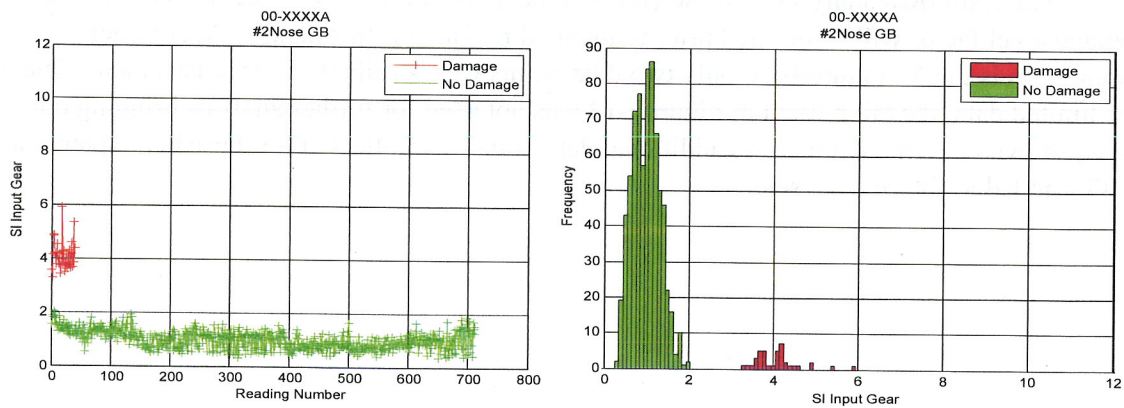 00-XXXXA
#2Nose GB
12
10
8
6
4
2
0
SI Input Gear
Damage
No Damage
0 100 200 300 400 500 600 700 800
Reading Number
00-XXXXA
#2Nose GB
90
80
70
60
50
40
30
20
10
0
Frequency
Damage
No Damage
0 2 4 6 8 10 12
SI Input Gear